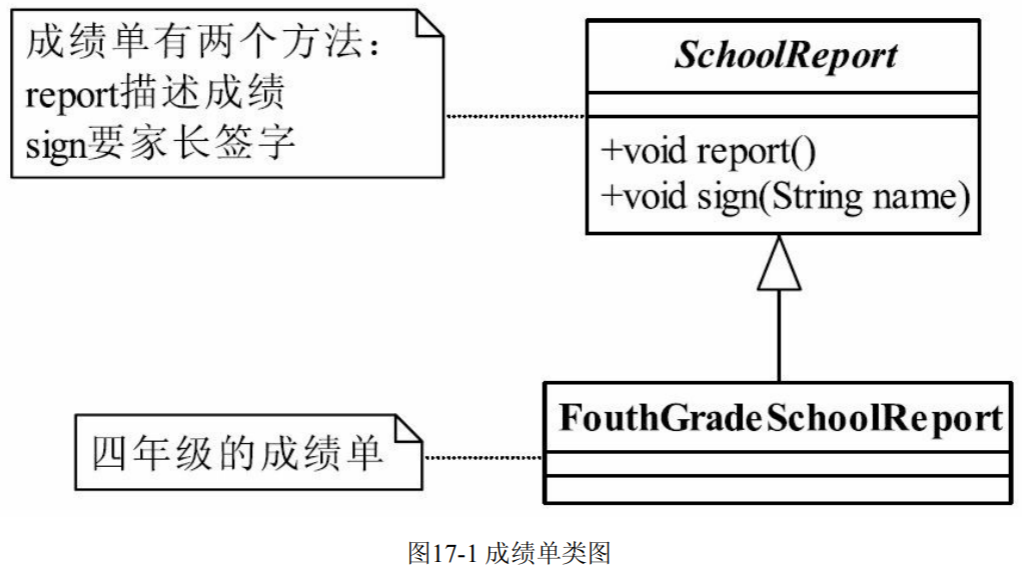 成绩单有两个方法：
report描述成绩
sign要家长签字
SchoolReport
+void report()
+void sign(String name)
四年级的成绩单
FouthGradeSchoolReport
图17-1 成绩单类图